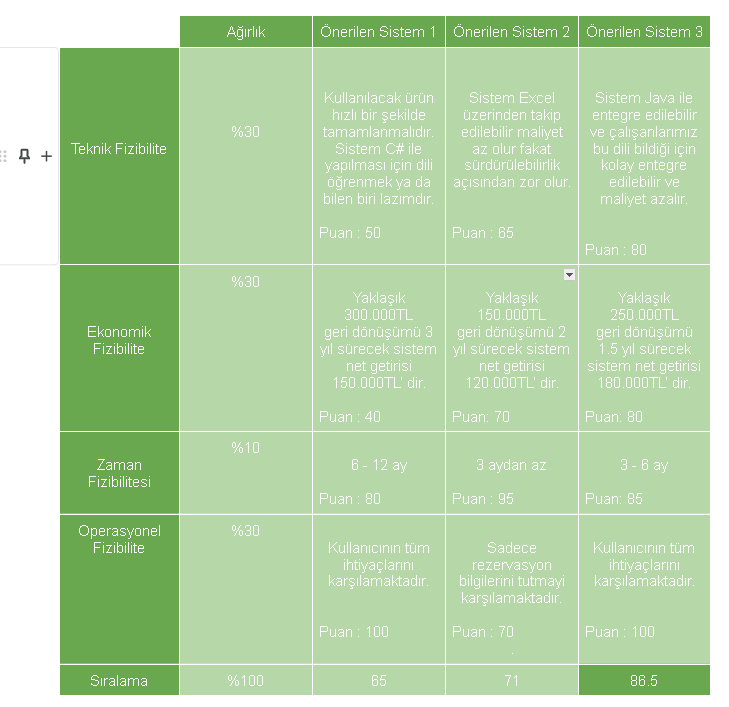 Ağırlık
Önerilen Sistem 1
Önerilen Sistem 2
Önerilen Sistem 3
Teknik Fizibilite
%30
Kullanılacak ürün
hızlı bir şekilde
tamamlanmalıdır.
Sistem C# ile
yapılması için dili
öğrenmek ya da
bilen biri lazımdır.
Puan : 50
Sistem Excel
üzerinden takip
edilebilir maliyet
az olur fakat
sürdürülebilirlik
açısından zor olur.
Puan : 65
Sistem Java ile
entegre edilebilir
ve çalışanlarımız
bu dili bildiği için
kolay entegre
edilebilir ve
maliyet azalır.
Puan : 80
Ekonomik
Fizibilite
%30
Yaklaşık
300.000TL
geri dönüşümü 3
yıl sürecek sistem
net getirisi
150.000TL' dir.
Puan : 40
Yaklaşık
150.000TL
geri dönüşümü 2
yıl sürecek sistem
net getirisi
120.000TL' dir.
Puan: 70
Yaklaşık
250.000TL
geri dönüşümü
1.5 yıl sürecek
sistem net getirisi
180.000TL' dir.
Puan: 80
Zaman
Fizibilitesi
%10
6 - 12 ay
Puan : 80
3 aydan az
Puan : 95
3 - 6 ay
Puan: 85
Operasyonel
Fizibilite
%30
Kullanıcının tüm
ihtiyaçlarını
karşılamaktadır.
Puan : 100
Sadece
rezervasyon
bilgilerini tutmayi
karşılamaktadır.
Puan : 70
.
Kullanıcının tüm
ihtiyaçlarını
karşılamaktadır.
Puan : 100
Sıralama
%100
65
71
86.5